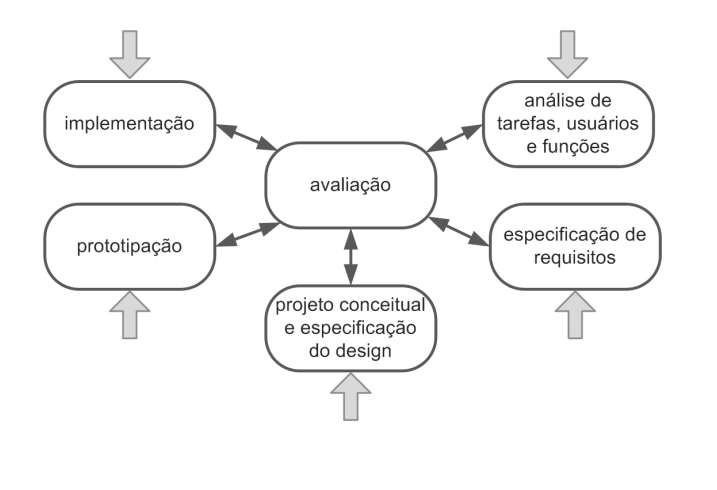 implementação
análise de
tarefas, usuários
e funções
avaliação
prototipação
especificação de
requisitos
projeto conceitual
e especificação
do design